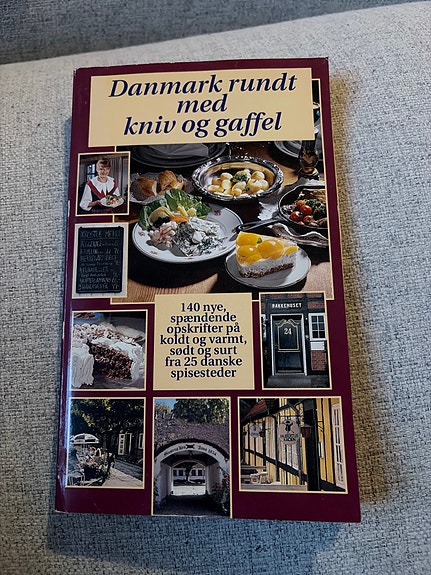 Danmark rundt
med
kniv og gaffel
140 nye,
spændende
opskrifter på
koldt og varmt,
sødt og surt
fra 25 danske
spisesteder
BAKKEHUSET
24